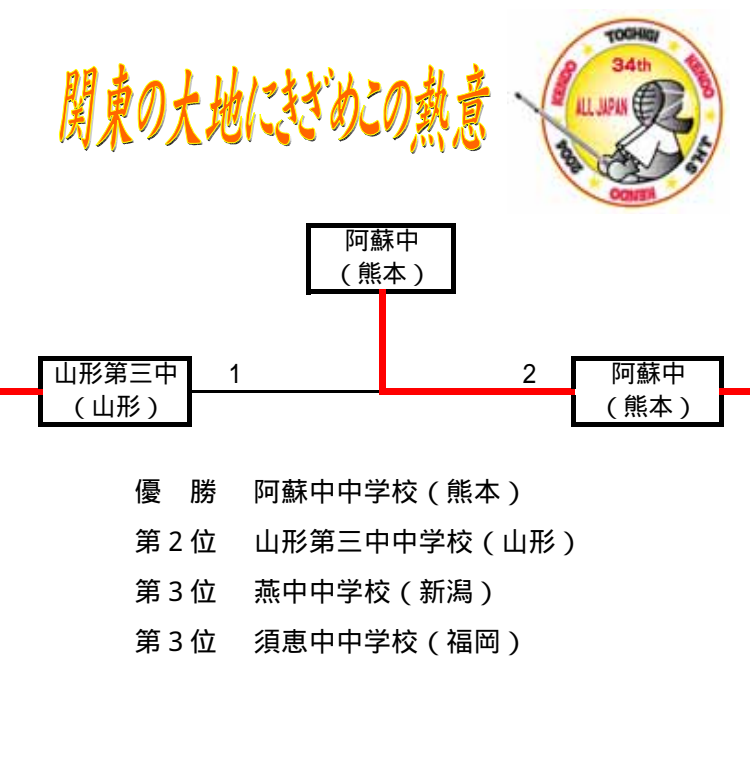 関東の大地にきざめこの熱意
TOCHIGI
34th
KENDO
KENDO
ALL JAPAN
2004
J.H.S
KENDO
阿蘇中
（熊本）
山形第三中
（山形）
1
2
阿蘇中
（熊本）
優　勝　阿蘇中中学校（熊本）
第２位　山形第三中中学校（山形）
第３位　燕中中学校（新潟）
第３位　須恵中中学校（福岡）